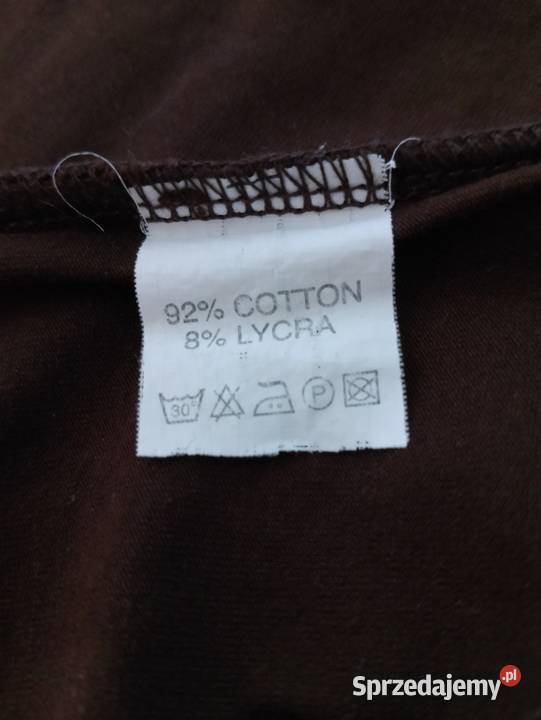 92% COTTON
8% LYCRA
30°
P
Sprzedajemy.pl